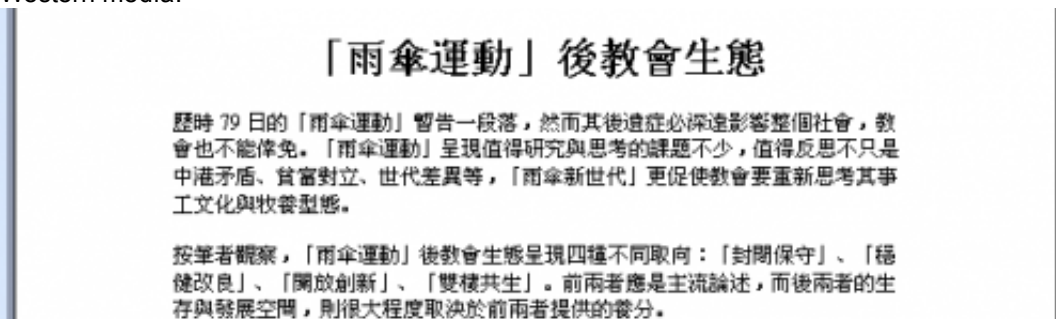 Western media.
「雨傘運動」後教會生態
歷時 79 日的「雨傘運動」暫告一段落，然而其後遺症必深遠影響整個社會，教
會也不能倖免。「雨傘運動」呈現值得研究與思考的課題不少，值得反思不只是
中港矛盾、貧富對立、世代差異等，「雨傘新世代」更促使教會要重新思考其事
工文化與牧養型態。
按筆者觀察，「雨傘運動」後教會生態呈現四種不同取向：「封閉保守」、「穩
健改良」、「開放創新」、「雙棲共生」。前兩者應是主流論述，而後兩者的生
存與發展空間，則很大程度取決於前兩者提供的養分。